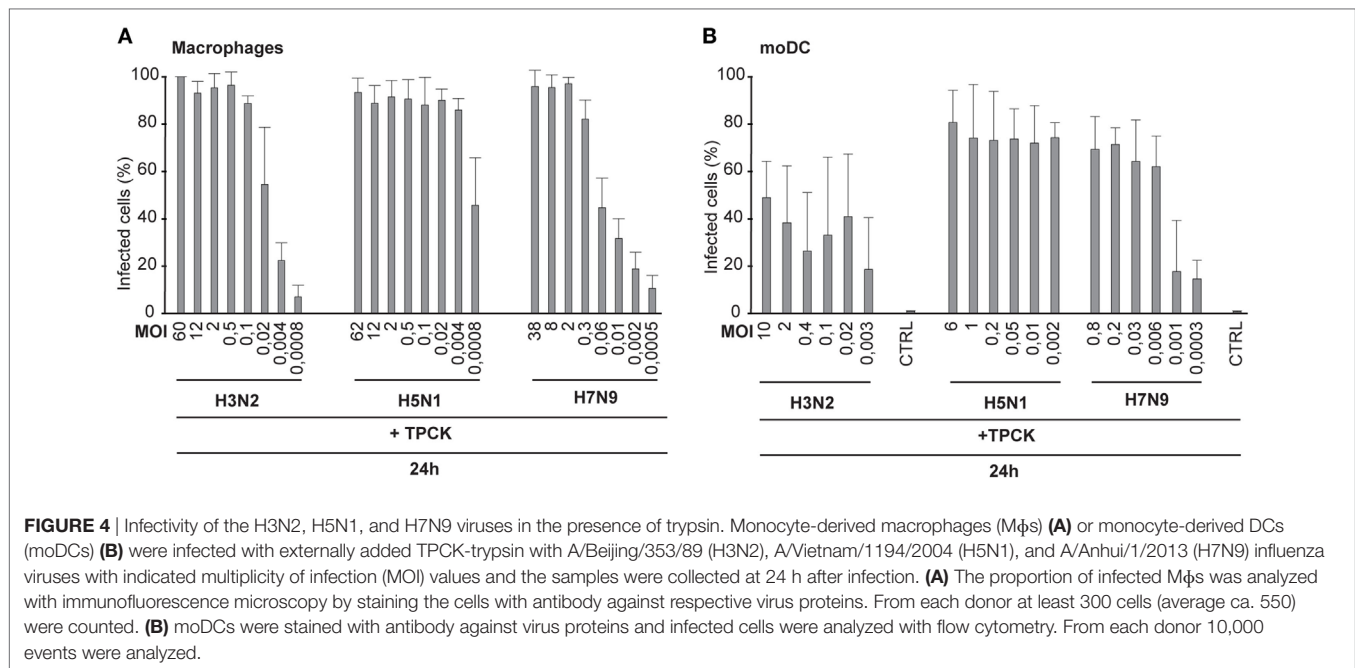 A
Macrophages
Infected cells (%)
100
80
60
40
20
0
MOI
60 12 2 0,5 0,1 0,02 0,004 0,0008
62 12 2 0,5 0,1 0,02 0,004 0,0008
38 8 2 0,3 0,06 0,01 0,002 0,0005
H3N2 H5N1 H7N9
+ TPCK
24h
B
moDC
Infected cells (%)
100
80
60
40
20
0
MOI
10 2 0,4 0,1 0,02 0,003 CTRL
6 1 0,2 0,05 0,01 0,002
0,8 0,2 0,03 0,006 0,001 0,0003 CTRL
H3N2 H5N1 H7N9
+TPCK
24h
FIGURE 4 | Infectivity of the H3N2, H5N1, and H7N9 viruses in the presence of trypsin. Monocyte-derived macrophages (Mϕs) (A) or monocyte-derived DCs
(moDCs) (B) were infected with externally added TPCK-trypsin with A/Beijing/353/89 (H3N2), A/Vietnam/1194/2004 (H5N1), and A/Anhui/1/2013 (H7N9) influenza
viruses with indicated multiplicity of infection (MOI) values and the samples were collected at 24 h after infection. (A) The proportion of infected Mϕs was analyzed
with immunofluorescence microscopy by staining the cells with antibody against respective virus proteins. From each donor at least 300 cells (average ca. 550)
were counted. (B) moDCs were stained with antibody against virus proteins and infected cells were analyzed with flow cytometry. From each donor 10,000
events were analyzed.